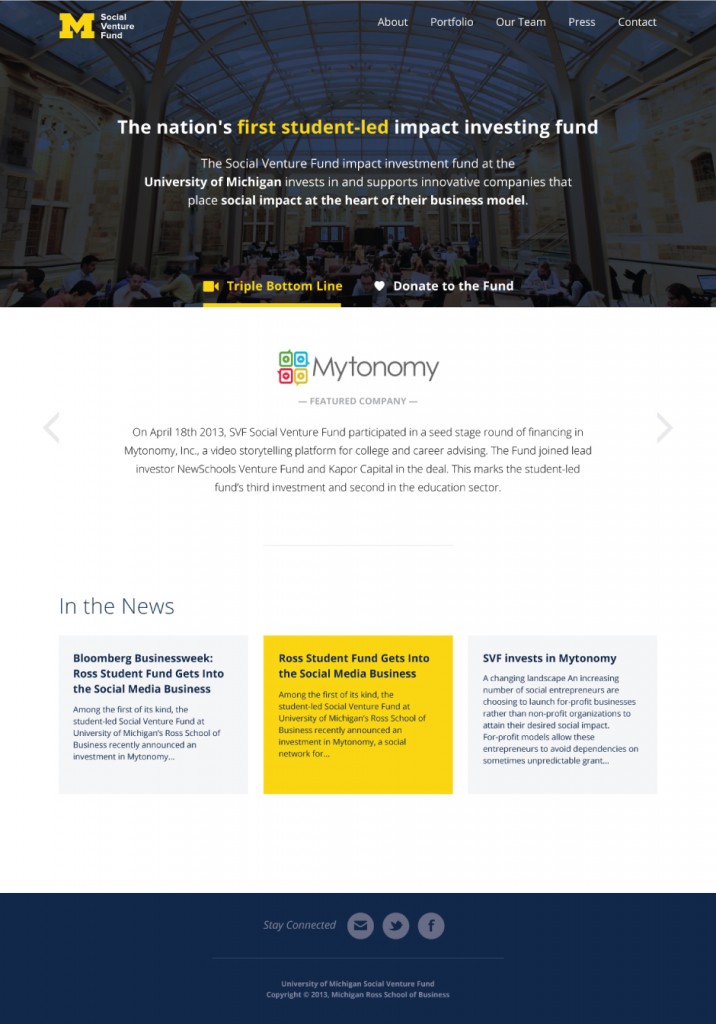 M Social
Venture
Fund
About Portfolio Our Team Press Contact
The nation's first student-led impact investing fund
The Social Venture Fund impact investment fund at the
University of Michigan invests in and supports innovative companies that
place social impact at the heart of their business model.
Triple Bottom Line Donate to the Fund
Mytonomy
— FEATURED COMPANY —
On April 18th 2013, SVF Social Venture Fund participated in a seed stage round of financing in
Mytonomy, Inc., a video storytelling platform for college and career advising. The Fund joined lead
investor NewSchools Venture Fund and Kapor Capital in the deal. This marks the student-led
fund's third investment and second in the education sector.
In the News
Bloomberg Businessweek:
Ross Student Fund Gets Into
the Social Media Business
Among the first of its kind, the
student-led Social Venture Fund at
University of Michigan's Ross School of
Business recently announced an
investment in Mytonomy...
Ross Student Fund Gets Into
the Social Media Business
Among the first of its kind, the
student-led Social Venture Fund at
University of Michigan's Ross School of
Business recently announced an
investment in Mytonomy, a social
network for...
SVF invests in Mytonomy
A changing landscape An increasing
number of social entrepreneurs are
choosing to launch for-profit businesses
rather than non-profit organizations to
attain their desired social impact.
For-profit models allow these
entrepreneurs to avoid dependencies on
sometimes unpredictable grant...
Stay Connected
University of Michigan Social Venture Fund
Copyright © 2013, Michigan Ross School of Business